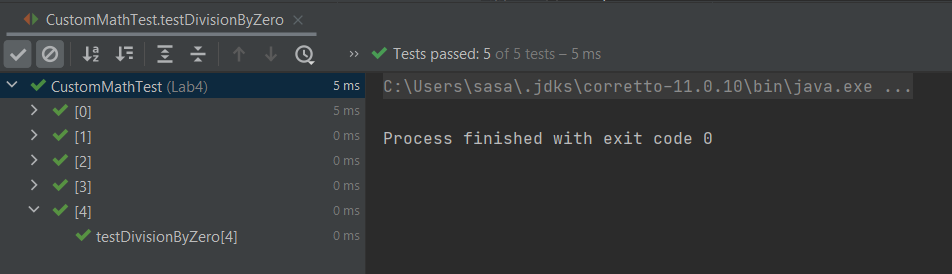 CustomMathTest.testDivisionByZero ×
» Tests passed: 5 of 5 tests – 5 ms
CustomMathTest (Lab4) 5 ms
[0] 5 ms
[1] 0 ms
[2] 0 ms
[3] 0 ms
[4] 0 ms
testDivisionByZero[4] 0 ms
C:\Users\sasa\.jdks\corretto-11.0.10\bin\java.exe ...
Process finished with exit code 0